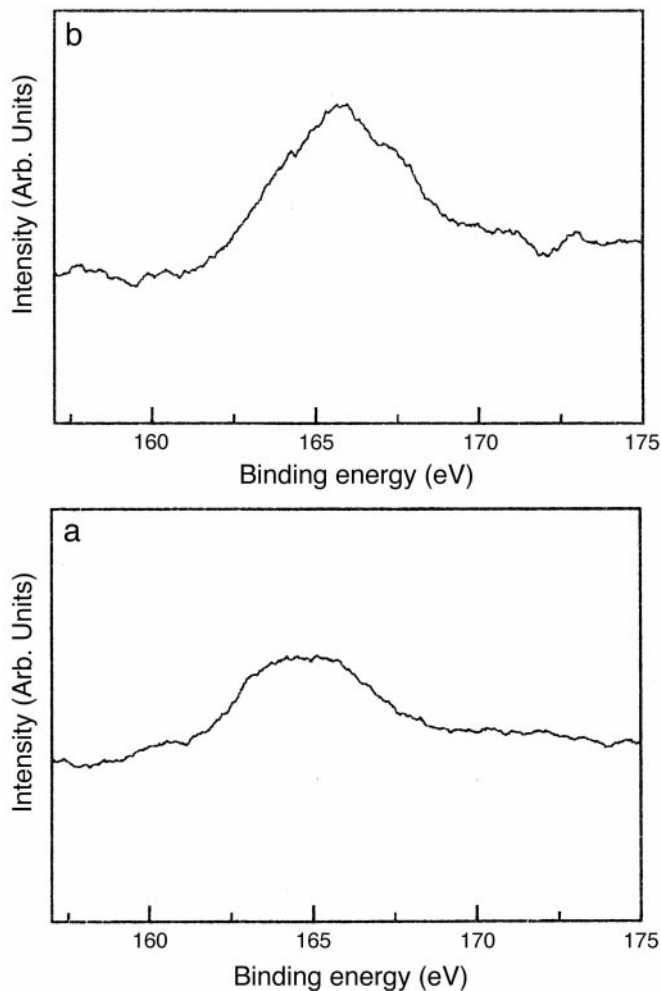 b
Intensity (Arb. Units)
160 165 170 175
Binding energy (eV)
a
Intensity (Arb. Units)
160 165 170 175
Binding energy (eV)